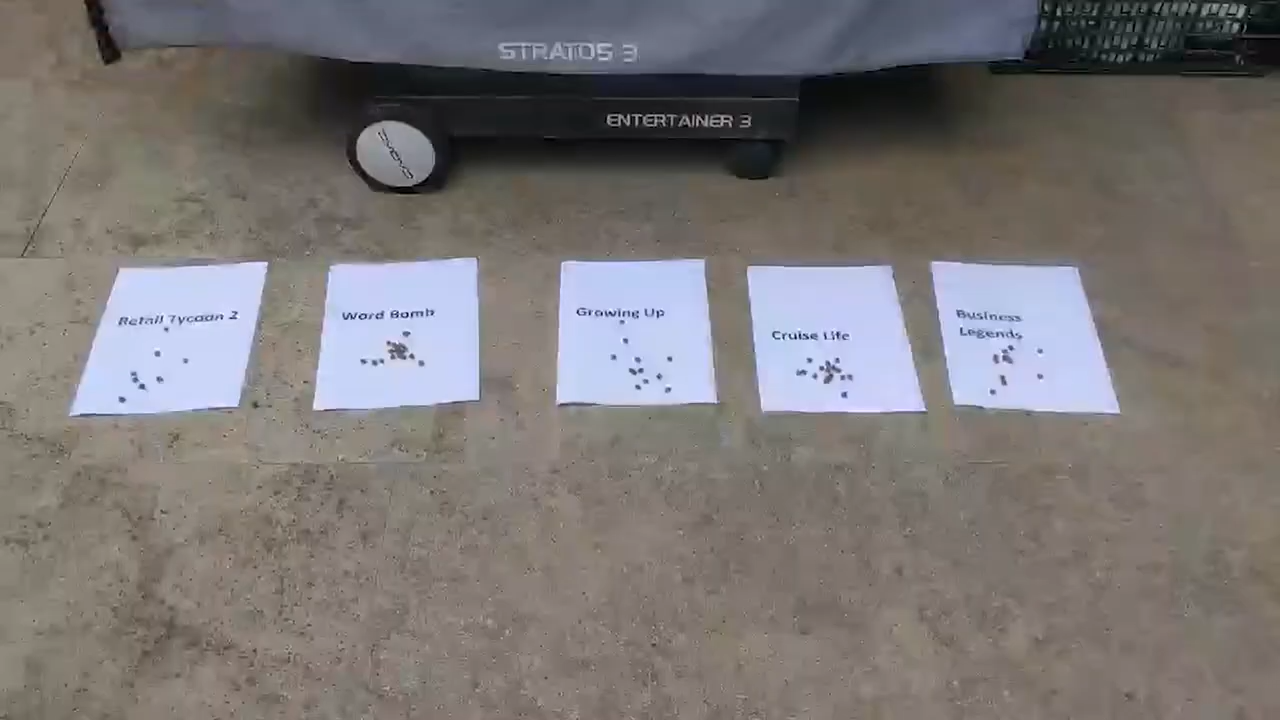 STRATOS 3
ENTERTAINER 3
Retail Tycoon 2
Word Bomb
Growing Up
Cruise Life
Business
Legends